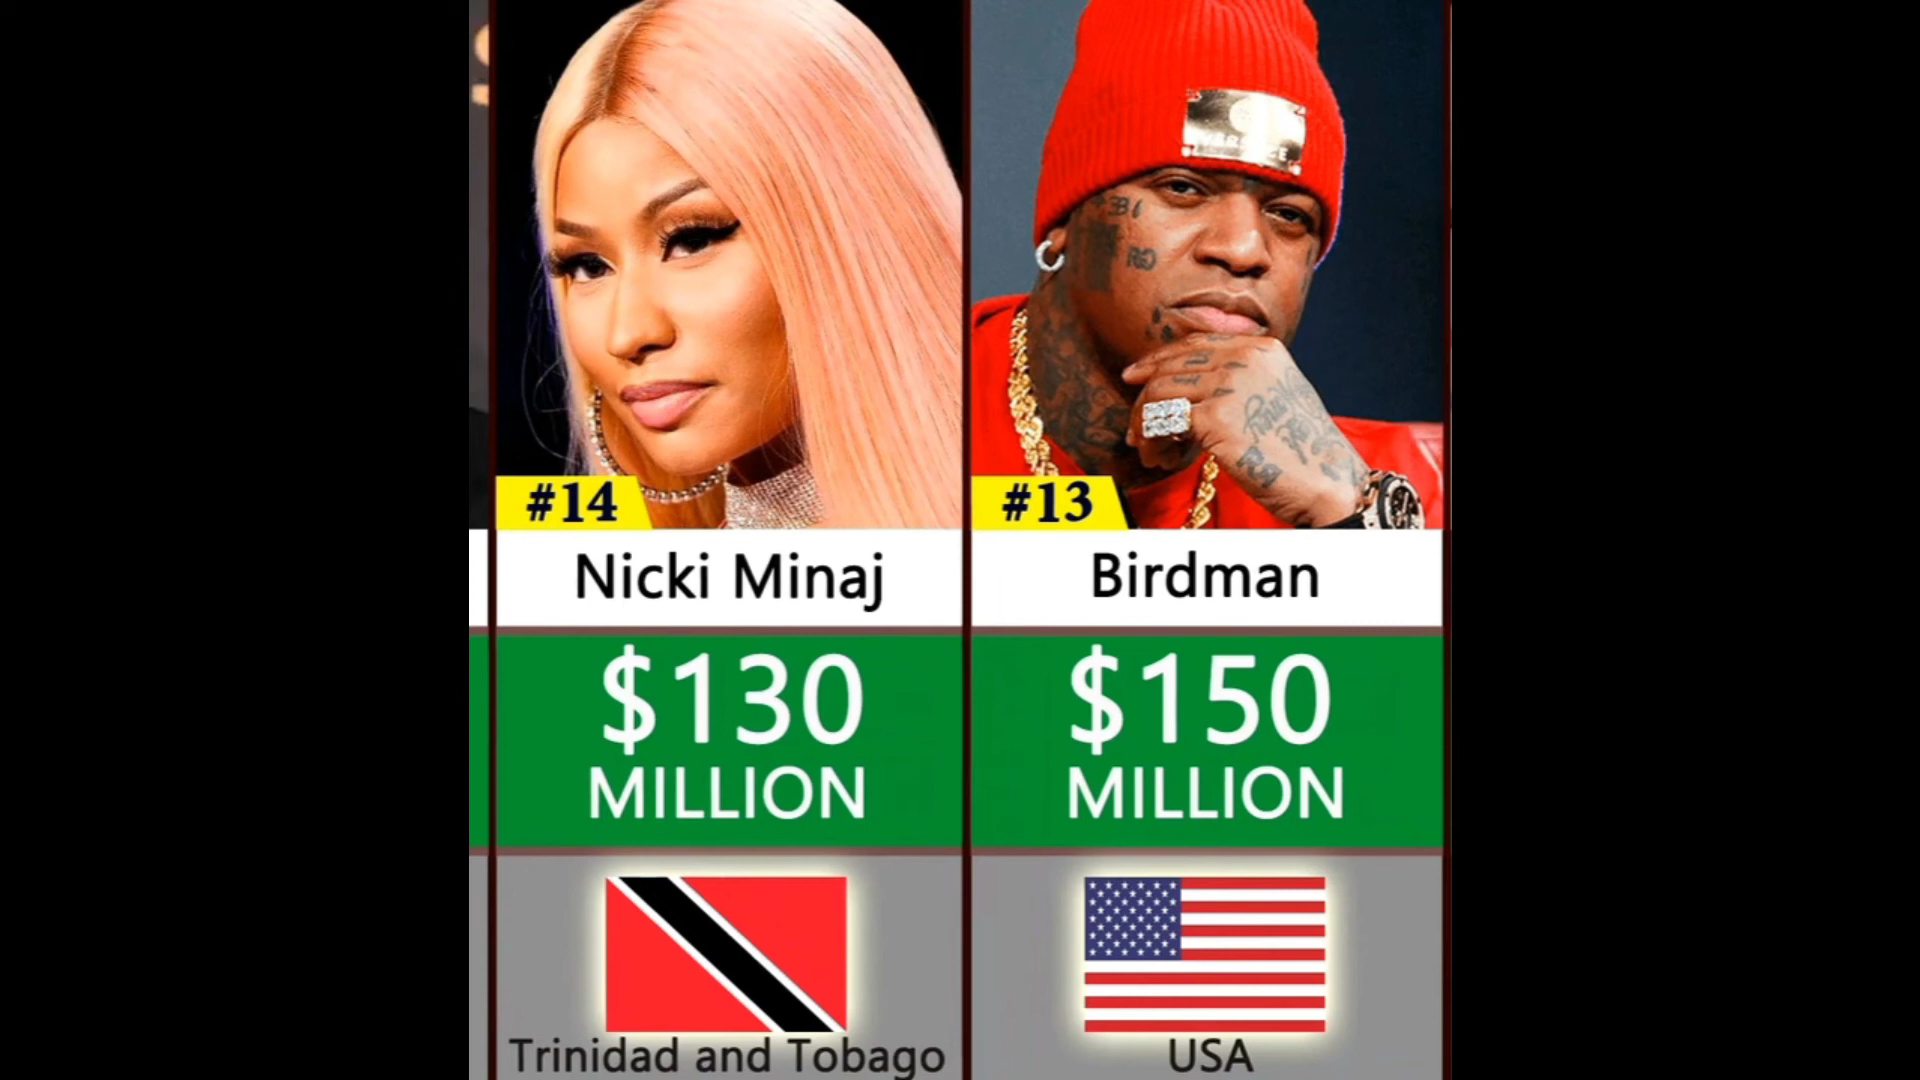 #14
Nicki Minaj
$130
MILLION
Trinidad and Tobago
#13
Birdman
$150
MILLION
USA